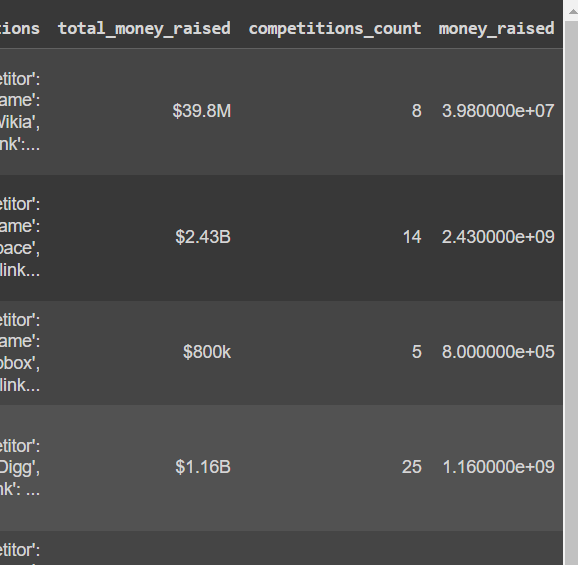 tions total_money_raised competitions_count money_raised
etitor':
ame':
Wikia',
nk':...
$39.8M 8 3.980000e+07
etitor':
ame':
pace',
link...
$2.43B 14 2.430000e+09
etitor':
ame':
obox',
link...
$800k 5 8.000000e+05
etitor':
Digg',
nk': ...
$1.16B 25 1.160000e+09
etitor':